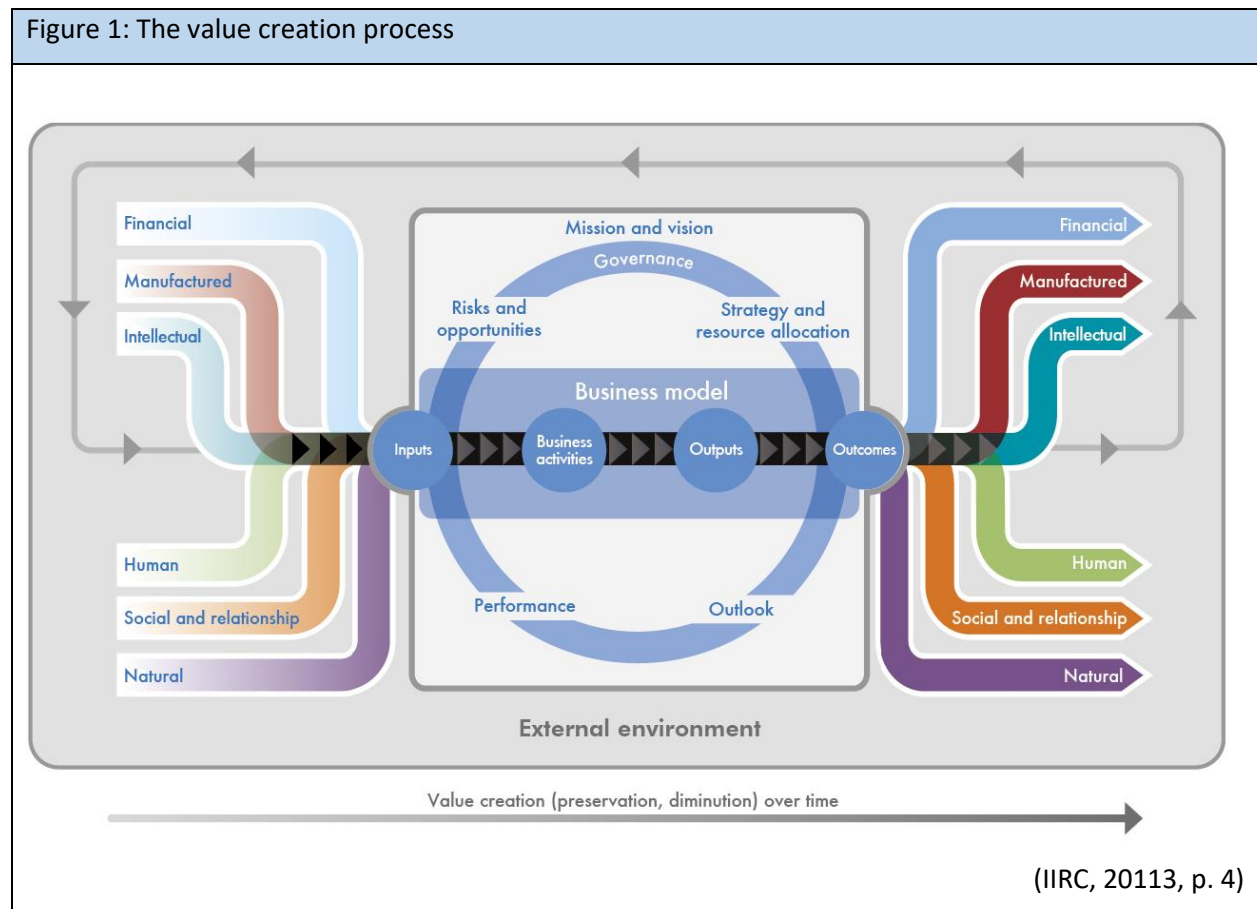 Figure 1: The value creation process
Financial
Manufactured
Intellectual
Human
Social and relationship
Natural
Mission and vision
Governance
Risks and
opportunities
Strategy and
resource allocation
Business model
Inputs
Business
activities
Outputs
Outcomes
Performance
Outlook
Financial
Manufactured
Intellectual
Human
Social and relationship
Natural
External environment
Value creation (preservation, diminution) over time
(IIRC, 20113, p. 4)